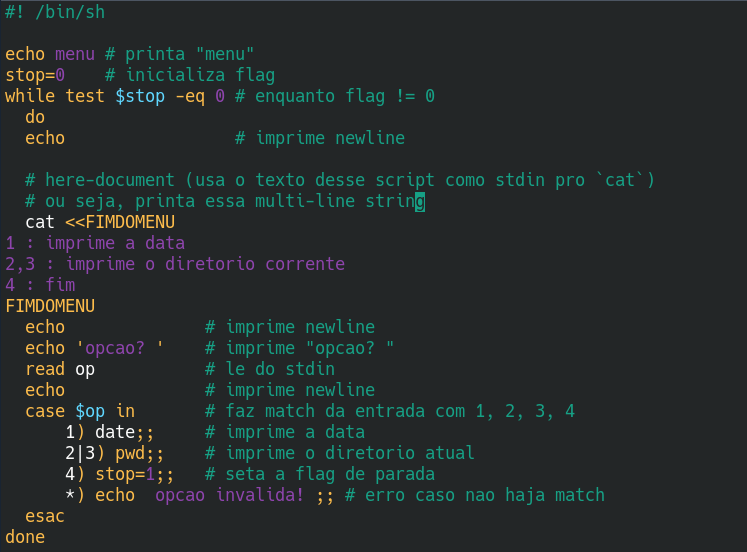 #! /bin/sh

echo menu # printa "menu"
stop=0    # inicializa flag
while test $stop -eq 0 # enquanto flag != 0
  do
  echo                 # imprime newline

  # here-document (usa o texto desse script como stdin pro `cat`)
  # ou seja, printa essa multi-line string
  cat <<FIMDOMENU
1 : imprime a data
2,3 : imprime o diretorio corrente
4 : fim
FIMDOMENU
  echo              # imprime newline
  echo 'opcao? '    # imprime "opcao? "
  read op           # le do stdin
  echo              # imprime newline
  case $op in       # faz match da entrada com 1, 2, 3, 4
      1) date;;     # imprime a data
      2|3) pwd;;    # imprime o diretorio atual
      4) stop=1;;   # seta a flag de parada
      *) echo  opcao invalida! ;; # erro caso nao haja match
  esac
done